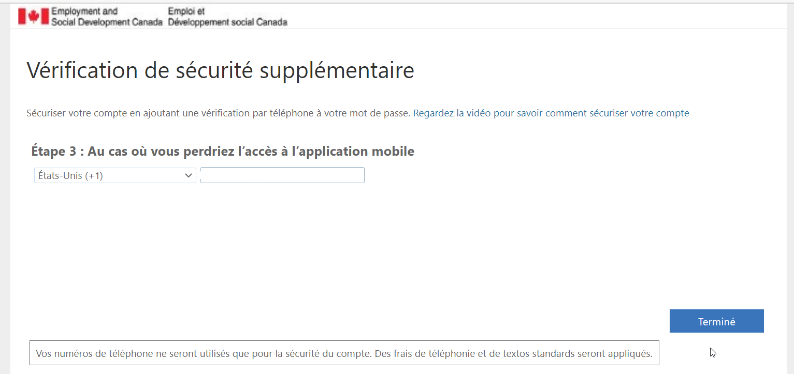 Employment and Emploi et
Social Development Canada Développement social Canada
Vérification de sécurité supplémentaire
Sécuriser votre compte en ajoutant une vérification par téléphone à votre mot de passe. Regardez la vidéo pour savoir comment sécuriser votre compte
Étape 3 : Au cas où vous perdriez l’accès à l’application mobile
États-Unis (+1)
Terminé
Vos numéros de téléphone ne seront utilisés que pour la sécurité du compte. Des frais de téléphonie et de textos standards seront appliqués.